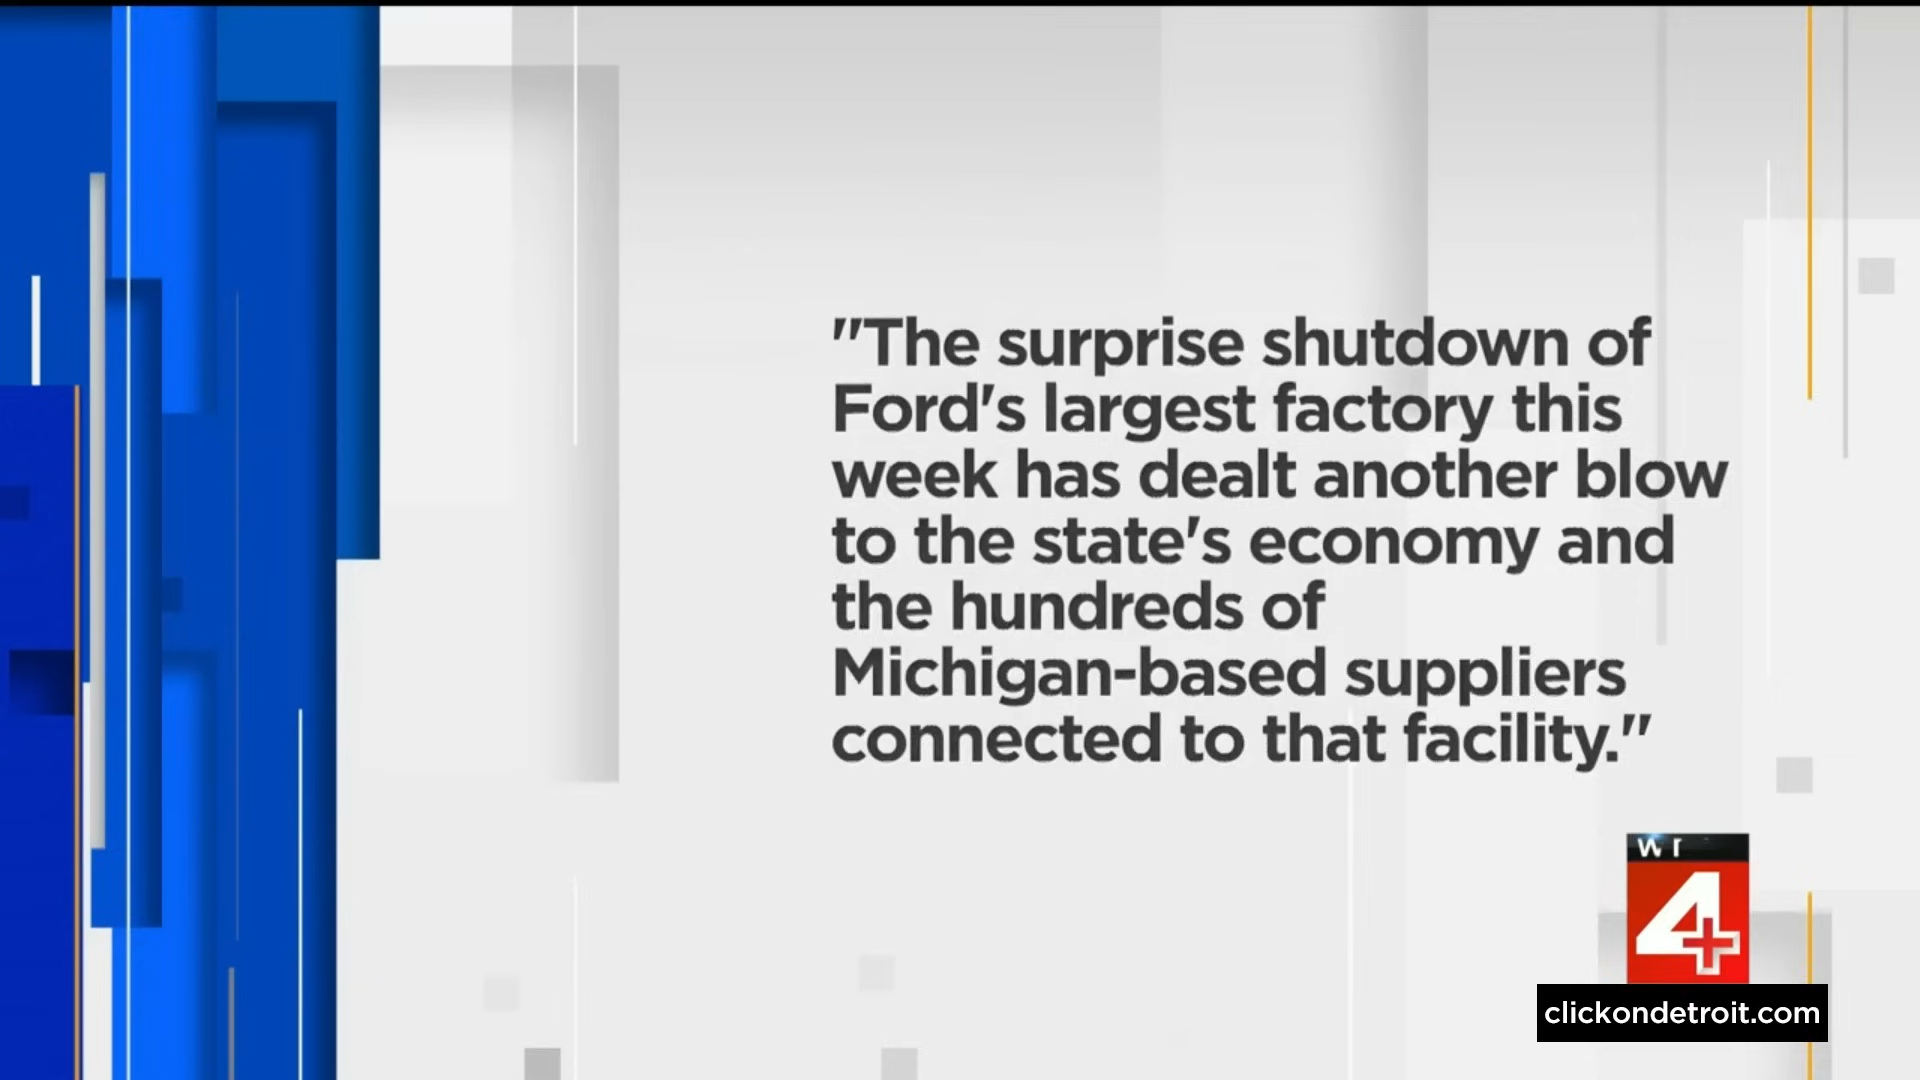 "The surprise shutdown of
Ford's largest factory this
week has dealt another blow
to the state's economy and
the hundreds of
Michigan-based suppliers
connected to that facility."
4+
clickondetroit.com